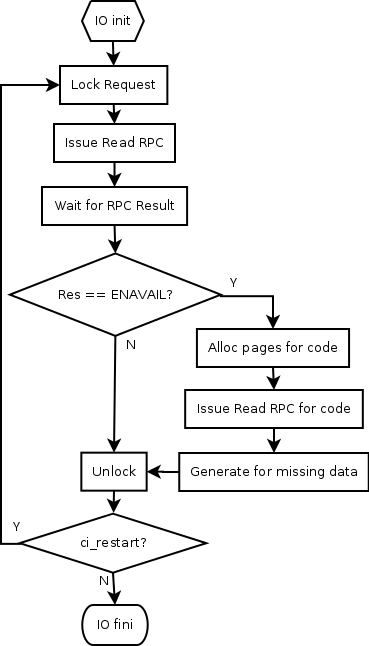 IO init
Lock Request
Issue Read RPC
Wait for RPC Result
Res == ENAVAIL?
Y
N
Alloc pages for code
Issue Read RPC for code
Generate for missing data
Unlock
ci_restart?
Y
N
IO fini